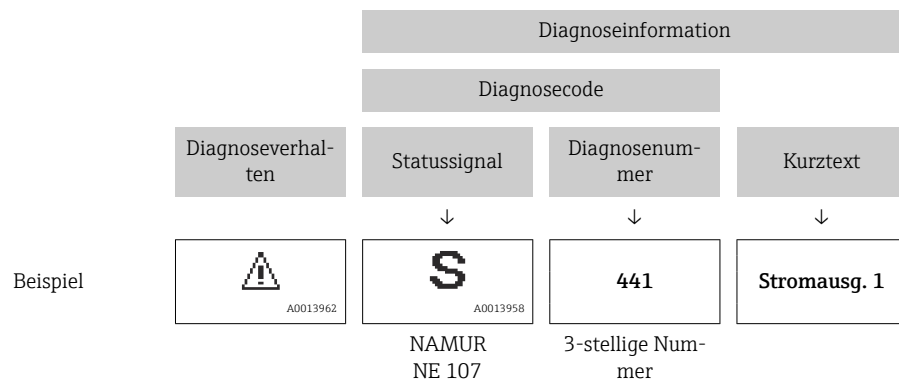 Diagnoseinformation
Diagnosecode
Diagnoseverhal-
ten
Statussignal
Diagnosenum-
mer
Kurztext
↓ ↓ ↓
Beispiel
A0013962
S
A0013958
441
Stromausg. 1
NAMUR
NE 107
3-stellige Num-
mer